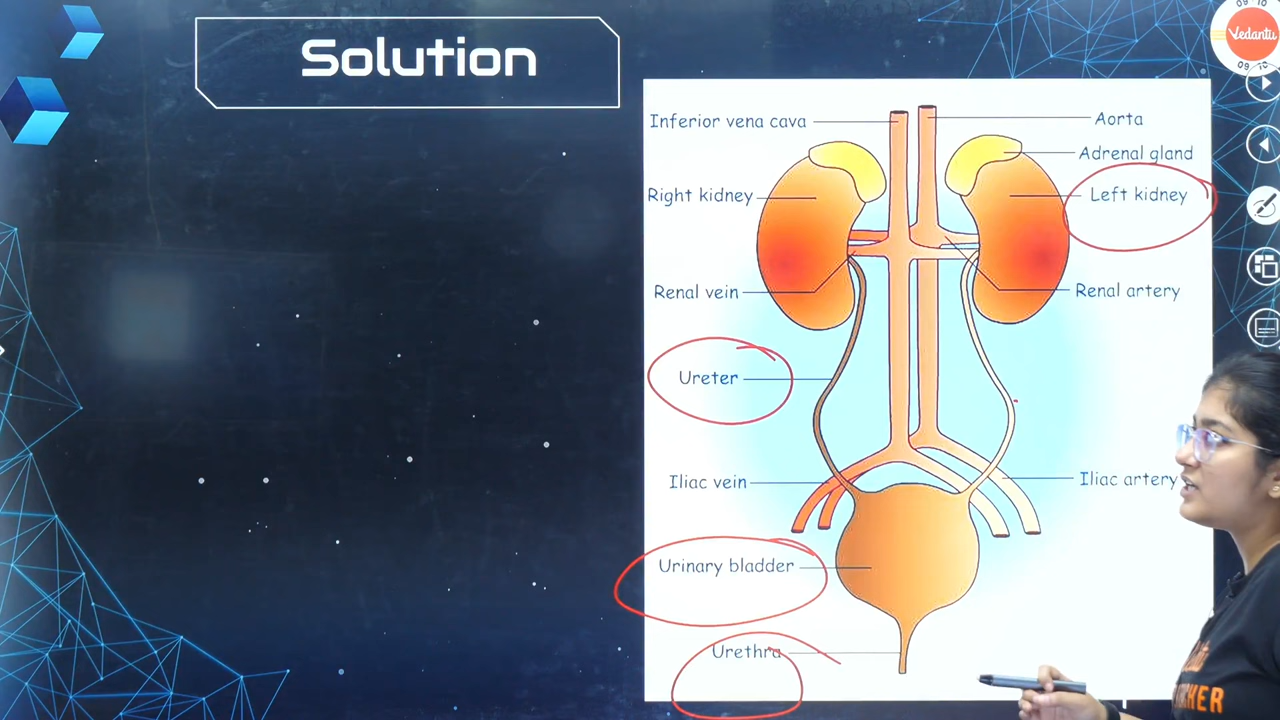 Solution
Vedantu
Inferior vena cava
Aorta
Adrenal gland
Right kidney
Left kidney
Renal vein
Renal artery
Ureter
Iliac vein
Iliac artery
Urinary bladder
Urethra